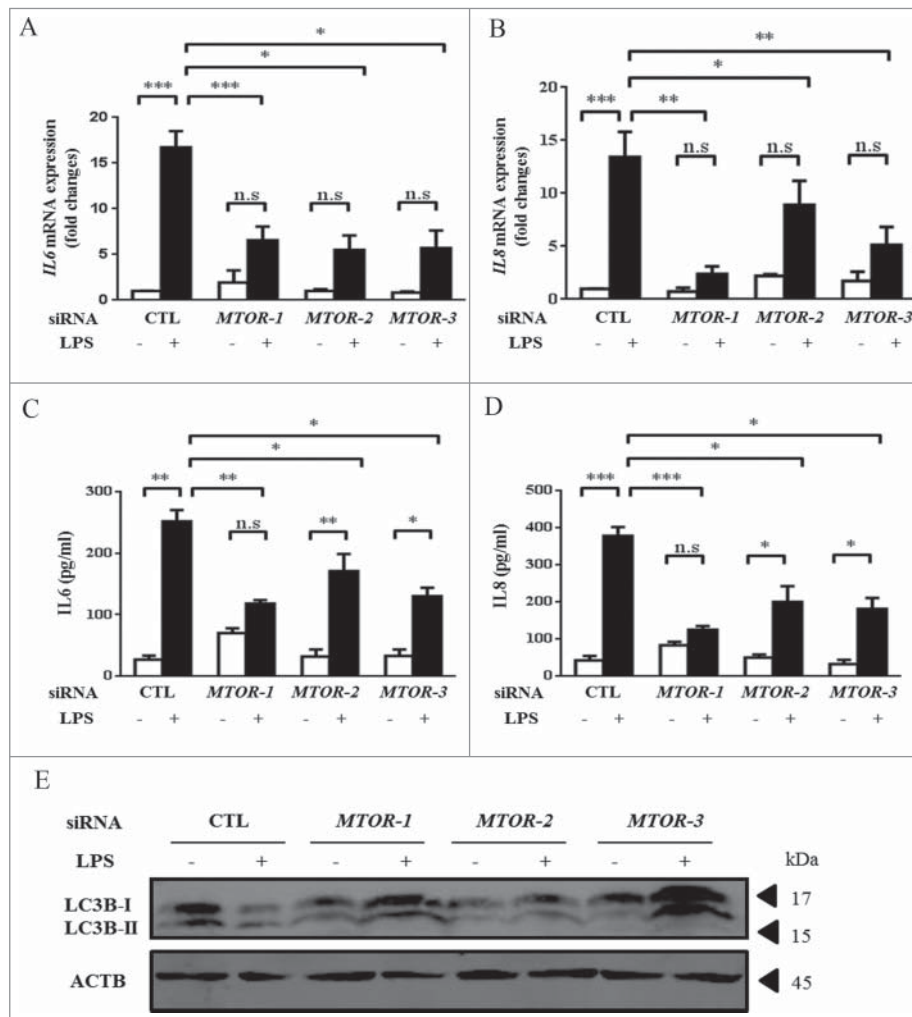 A
*
*
***
***
20
15
10
5
0
n.s
n.s
n.s
IL6 mRNA expression
(fold changes)
siRNA CTL MTOR-1 MTOR-2 MTOR-3
LPS - + - + - + - +
B
**
*
***
**
20
15
10
5
0
n.s
n.s
n.s
IL8 mRNA expression
(fold changes)
siRNA CTL MTOR-1 MTOR-2 MTOR-3
LPS - + - + - + - +
C
*
*
**
**
n.s
**
*
300
200
100
0
IL6 (pg/ml)
siRNA CTL MTOR-1 MTOR-2 MTOR-3
LPS - + - + - + - +
D
*
*
***
***
n.s
*
*
500
400
300
200
100
0
IL8 (pg/ml)
siRNA CTL MTOR-1 MTOR-2 MTOR-3
LPS - + - + - + - +
E
siRNA CTL MTOR-1 MTOR-2 MTOR-3
LPS - + - + - + - + kDa
LC3B-I 17
LC3B-II 15
ACTB 45